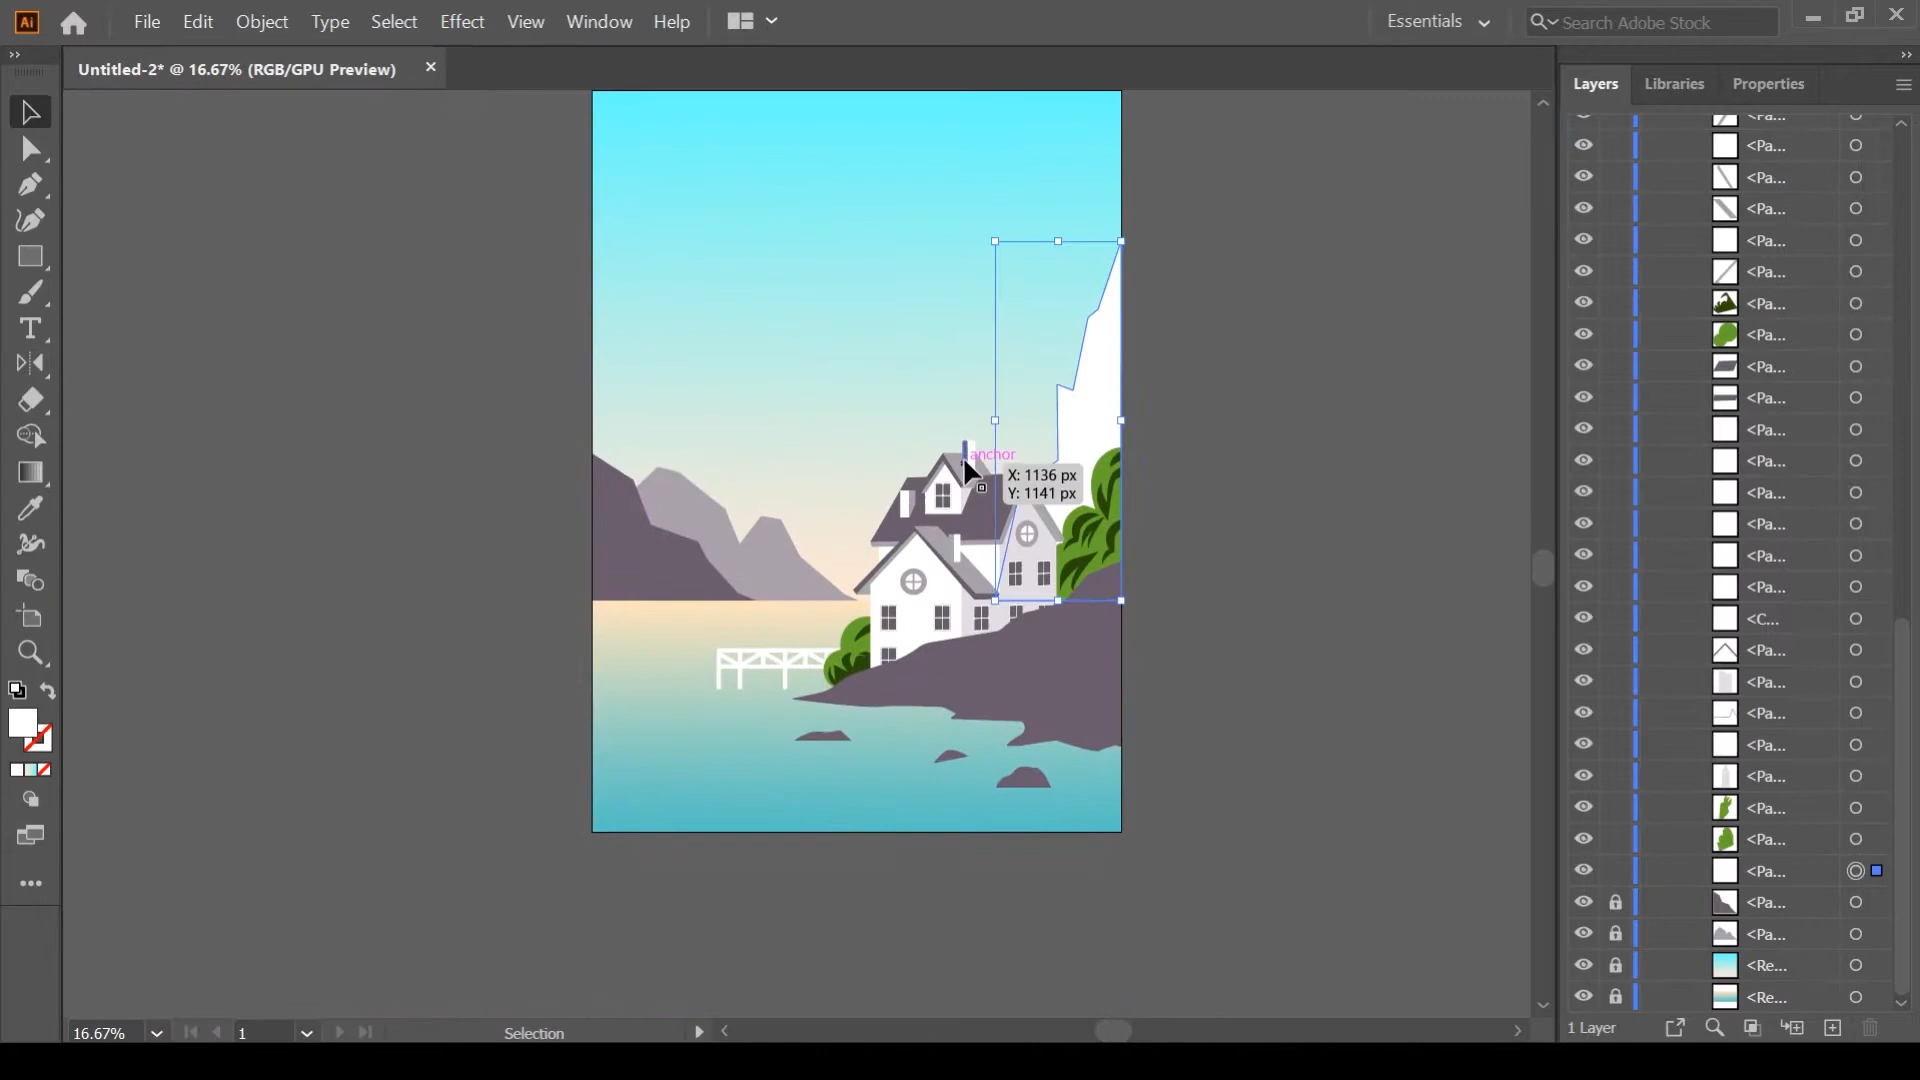 Ai File Edit Object Type Select Effect View Window Help Essentials Search Adobe Stock
Untitled-2* @ 16.67% (RGB/GPU Preview)
Layers Libraries Properties
<Pa...
<Pa...
<Pa...
<Pa...
<Pa...
<Pa...
<Pa...
<Pa...
<Pa...
<Pa...
<Pa...
anchor
<Pa...
X: 1136 px
Y: 1141 px
<Pa...
<Pa...
<Pa...
<Pa...
<C...
<Pa...
<Pa...
<Pa...
<Pa...
<Pa...
<Pa...
<Pa...
<Pa...
<Pa...
<Pa...
<Re...
<Re...
16.67% 1 Selection
1 Layer